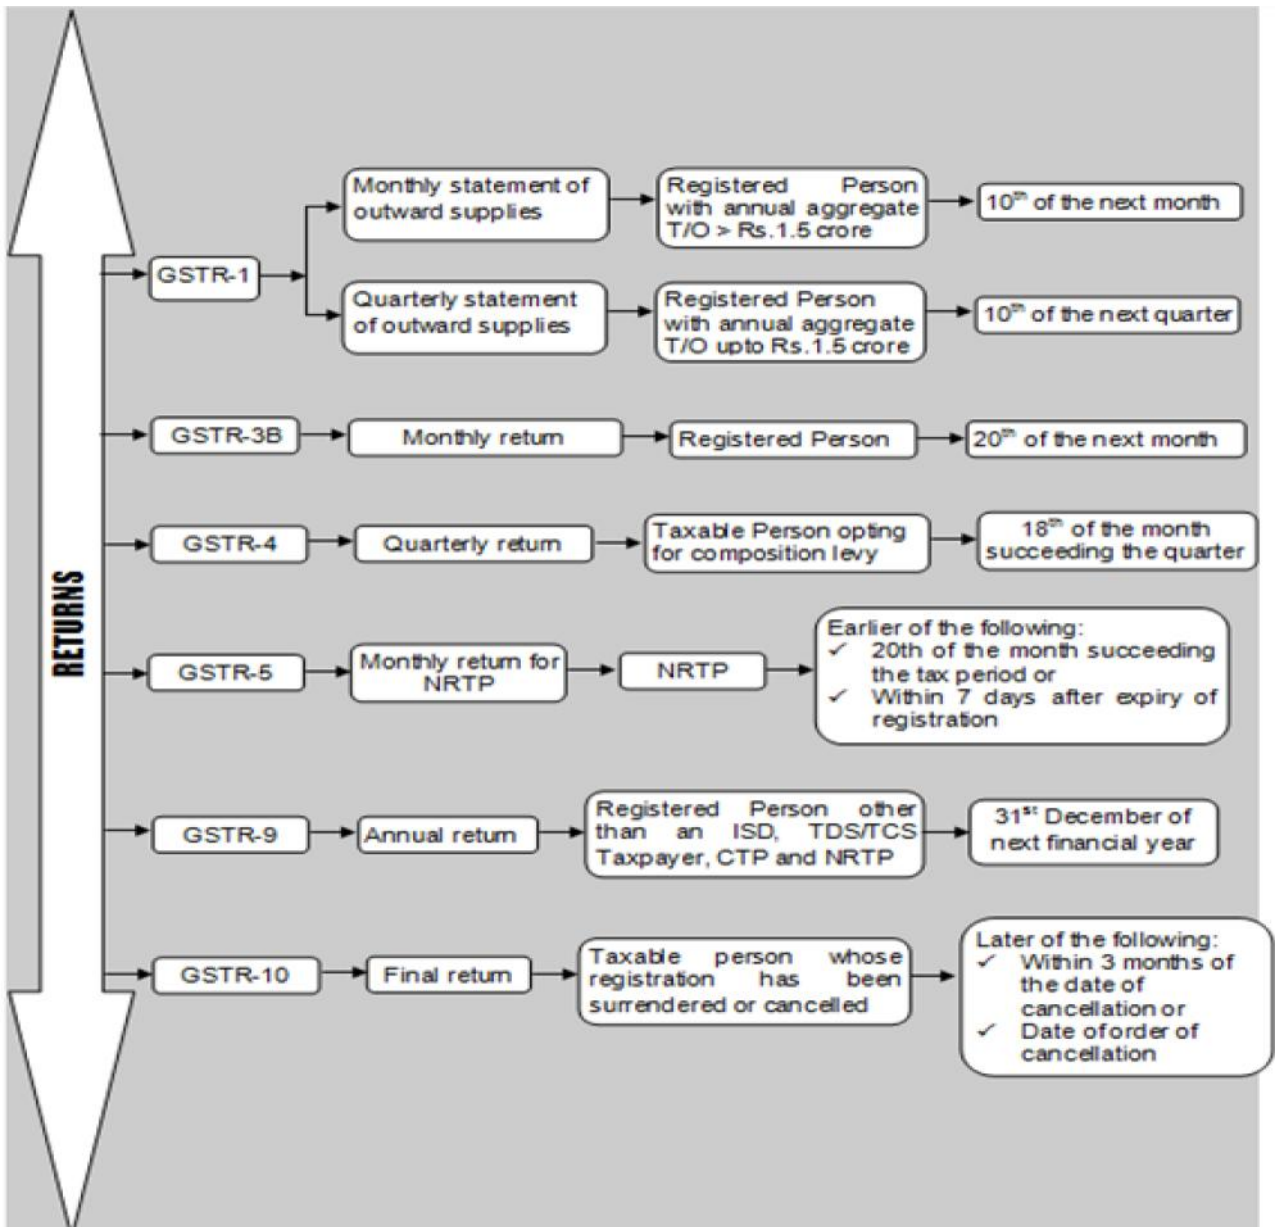 RETURNS
GSTR-1
Monthly statement of
outward supplies
Registered Person
with annual aggregate
T/O > Rs.1.5 crore
10th of the next month
Quarterly statement
of outward supplies
Registered Person
with annual aggregate
T/O upto Rs.1.5 crore
10th of the next quarter
GSTR-3B
Monthly return
Registered Person
20th of the next month
GSTR-4
Quarterly return
Taxable Person opting
for composition levy
18th of the month
succeeding the quarter
GSTR-5
Monthly return for
NRTP
NRTP
Earlier of the following:
✓ 20th of the month succeeding
the tax period or
✓ Within 7 days after expiry of
registration
GSTR-9
Annual return
Registered Person other
than an ISD, TDS/TCS
Taxpayer, CTP and NRTP
31st December of
next financial year
GSTR-10
Final return
Taxable person whose
registration has been
surrendered or cancelled
Later of the following:
✓ Within 3 months of
the date of
cancellation or
✓ Date of order of
cancellation